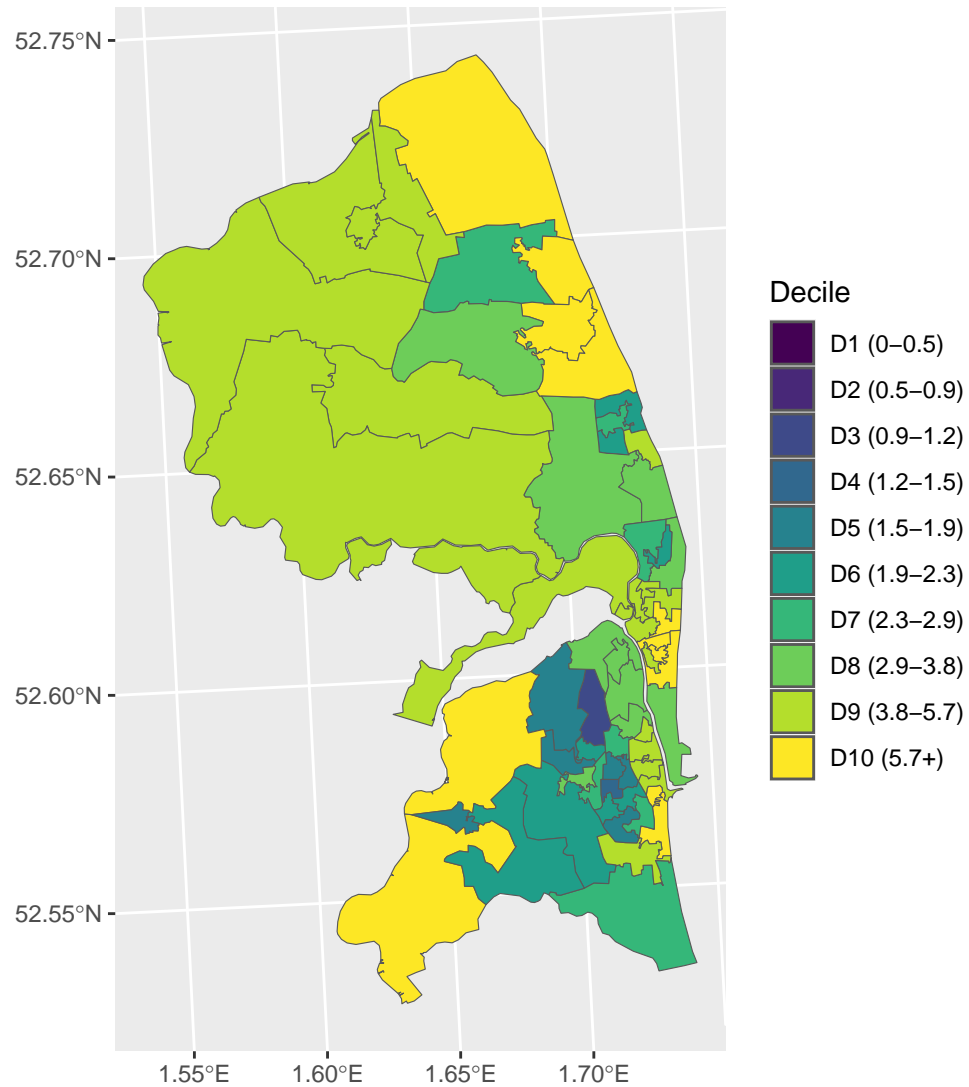 52.75°N
52.70°N
52.65°N
52.60°N
52.55°N
1.55°E 1.60°E 1.65°E 1.70°E
Decile
D1 (0–0.5)
D2 (0.5–0.9)
D3 (0.9–1.2)
D4 (1.2–1.5)
D5 (1.5–1.9)
D6 (1.9–2.3)
D7 (2.3–2.9)
D8 (2.9–3.8)
D9 (3.8–5.7)
D10 (5.7+)